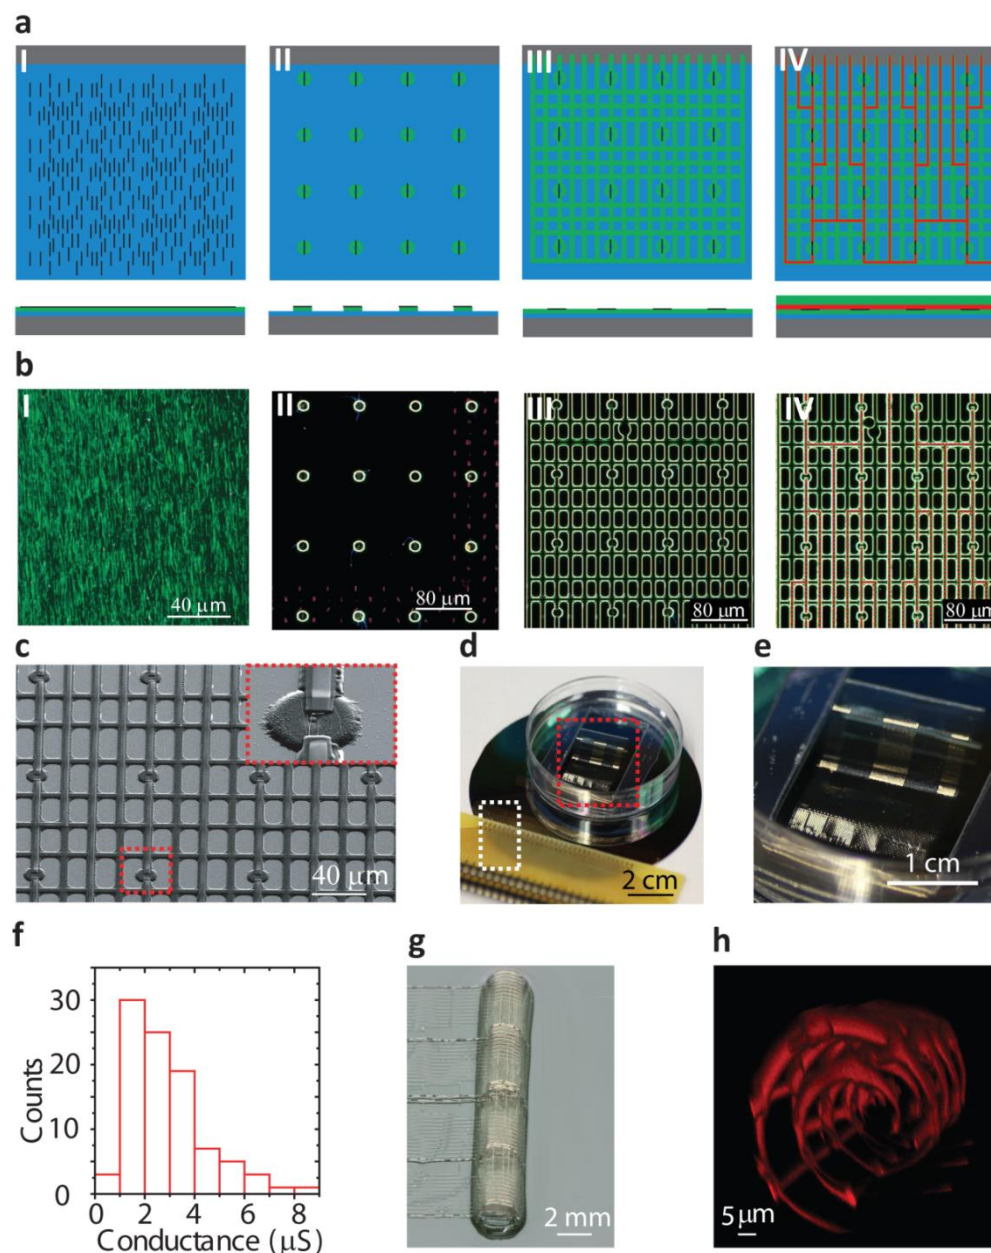 a
I II III IV
b
I II III IV
40 μm 80 μm 80 μm 80 μm
c d e
40 μm 2 cm 1 cm
f g h
30
20
10
0
Counts
0 2 4 6 8
Conductance (μS)
2 mm 5 μm